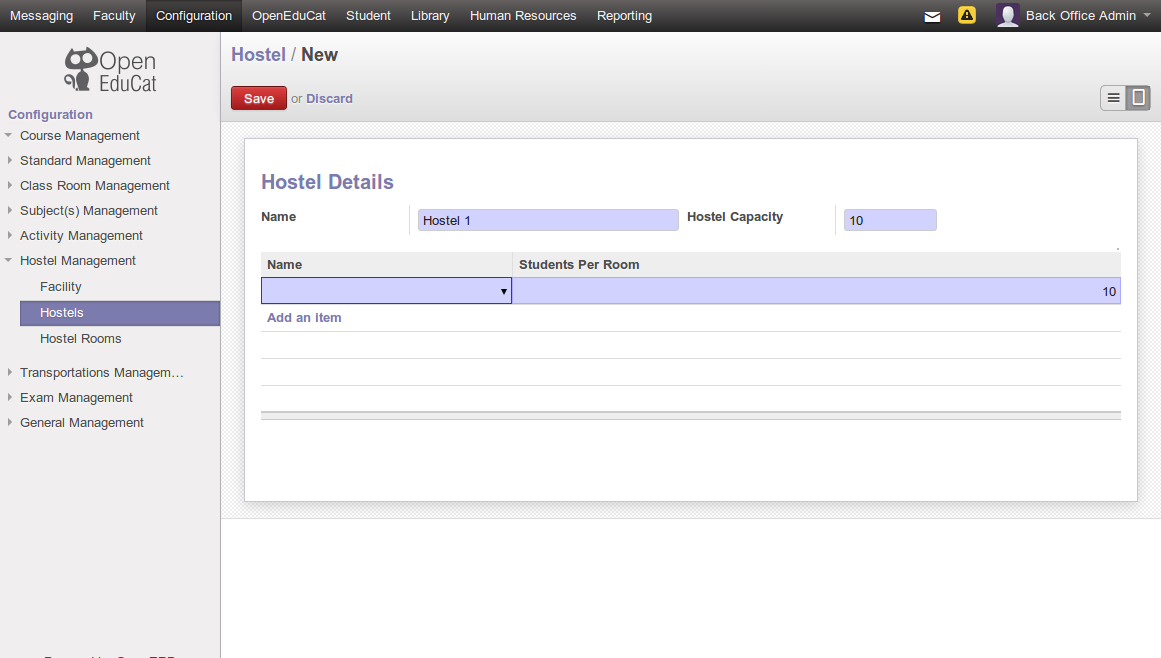 Messaging Faculty Configuration OpenEduCat Student Library Human Resources Reporting Back Office Admin
Open
EduCat
Configuration
Course Management
Standard Management
Class Room Management
Subject(s) Management
Activity Management
Hostel Management
Facility
Hostels
Hostel Rooms
Transportations Managem…
Exam Management
General Management
Hostel / New
Save or Discard
Hostel Details
Name Hostel 1 Hostel Capacity 10
Name Students Per Room
10
Add an item